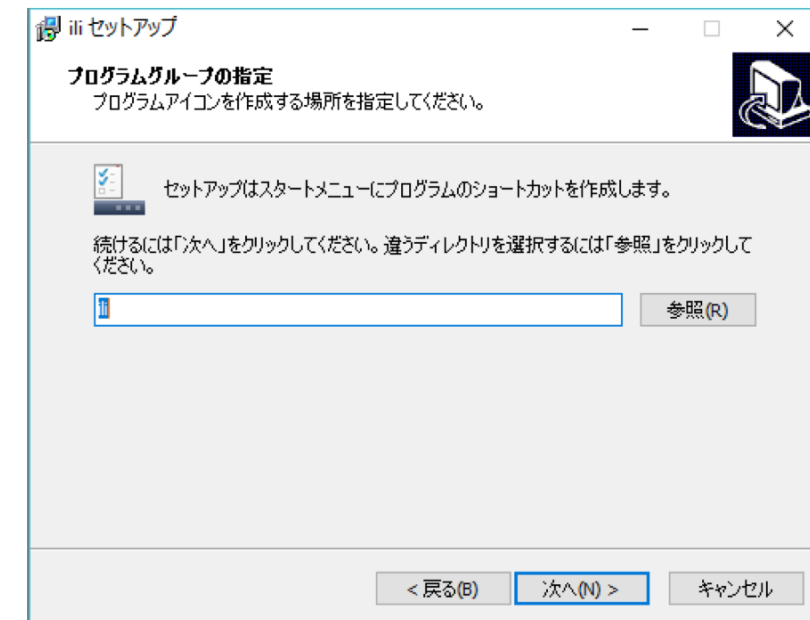 ili セットアップ
プログラムグループの指定
プログラムアイコンを作成する場所を指定してください。
セットアップはスタートメニューにプログラムのショートカットを作成します。
続けるには「次へ」をクリックしてください。違うディレクトリを選択するには「参照」をクリックして
ください。
ili
参照(R)
< 戻る(B)
次へ(N) >
キャンセル